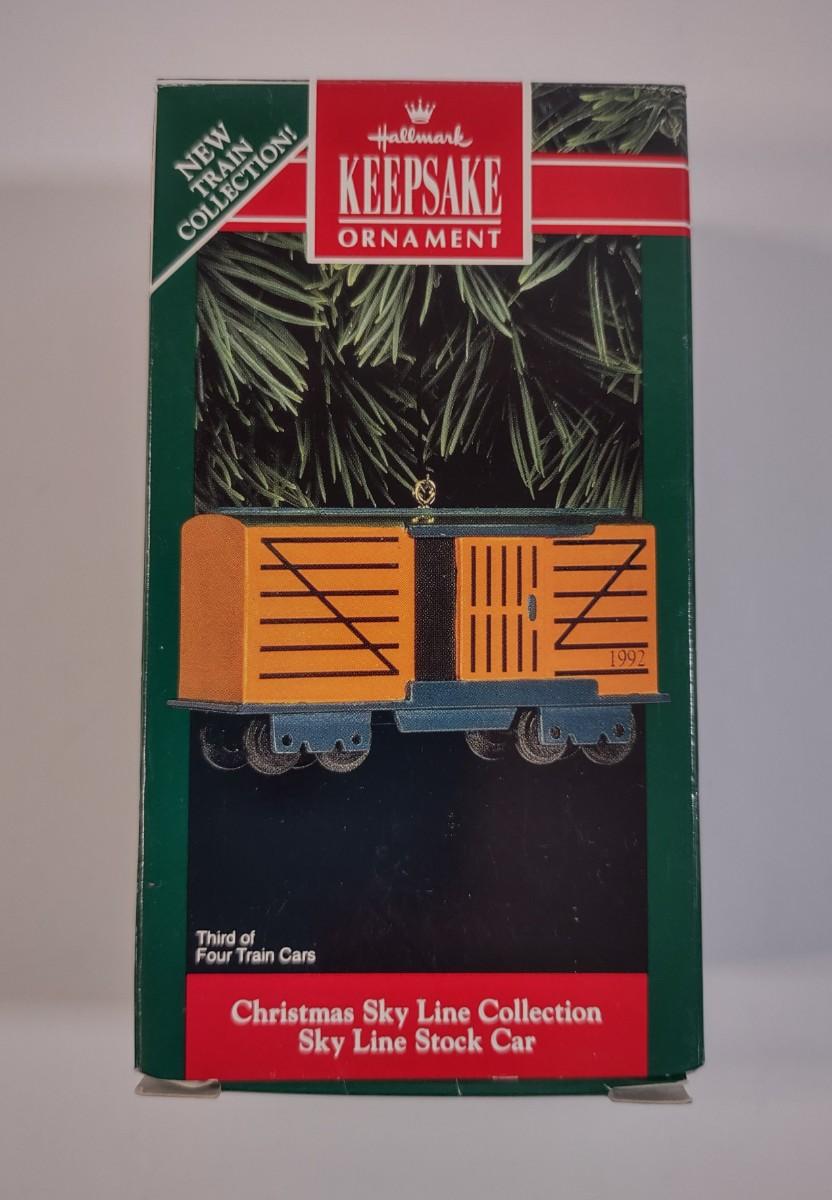 NEW
TRAIN
COLLECTION!
Hallmark
KEEPSAKE
ORNAMENT
1992
Third of
Four Train Cars
Christmas Sky Line Collection
Sky Line Stock Car